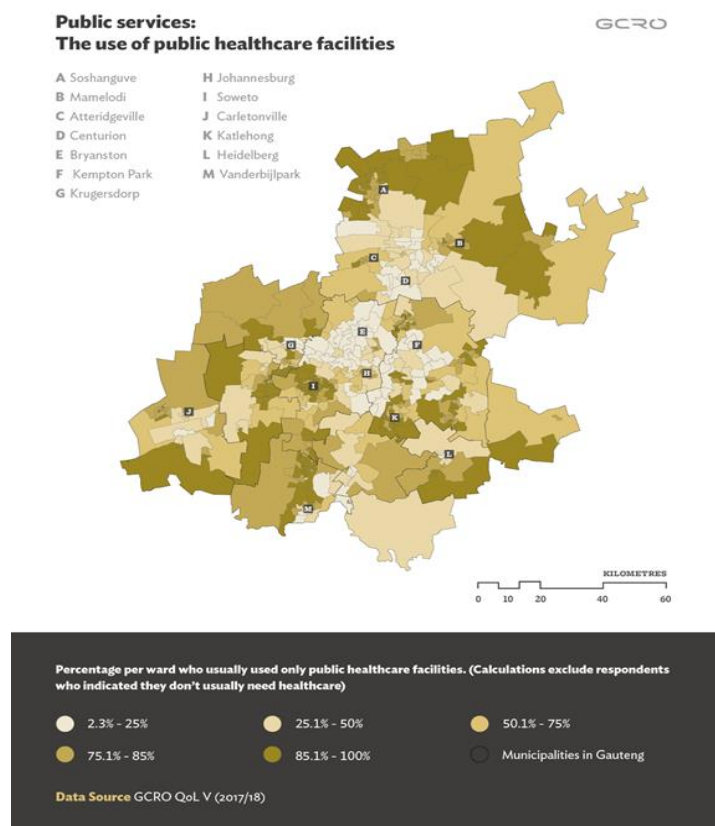 Public services:
The use of public healthcare facilities
GCRO
A Soshanguve
B Mamelodi
C Atteridgeville
D Centurion
E Bryanston
F Kempton Park
G Krugersdorp
H Johannesburg
I Soweto
J Carletonville
K Katlehong
L Heidelberg
M Vanderbijlpark
A
B
C
D
E
G
F
H
I
J
K
L
M
KILOMETRES
0 10 20 40 60
Percentage per ward who usually used only public healthcare facilities. (Calculations exclude respondents
who indicated they don't usually need healthcare)
2.3% - 25% 25.1% - 50% 50.1% - 75%
75.1% - 85% 85.1% - 100% Municipalities in Gauteng
Data Source GCRO QoL V (2017/18)